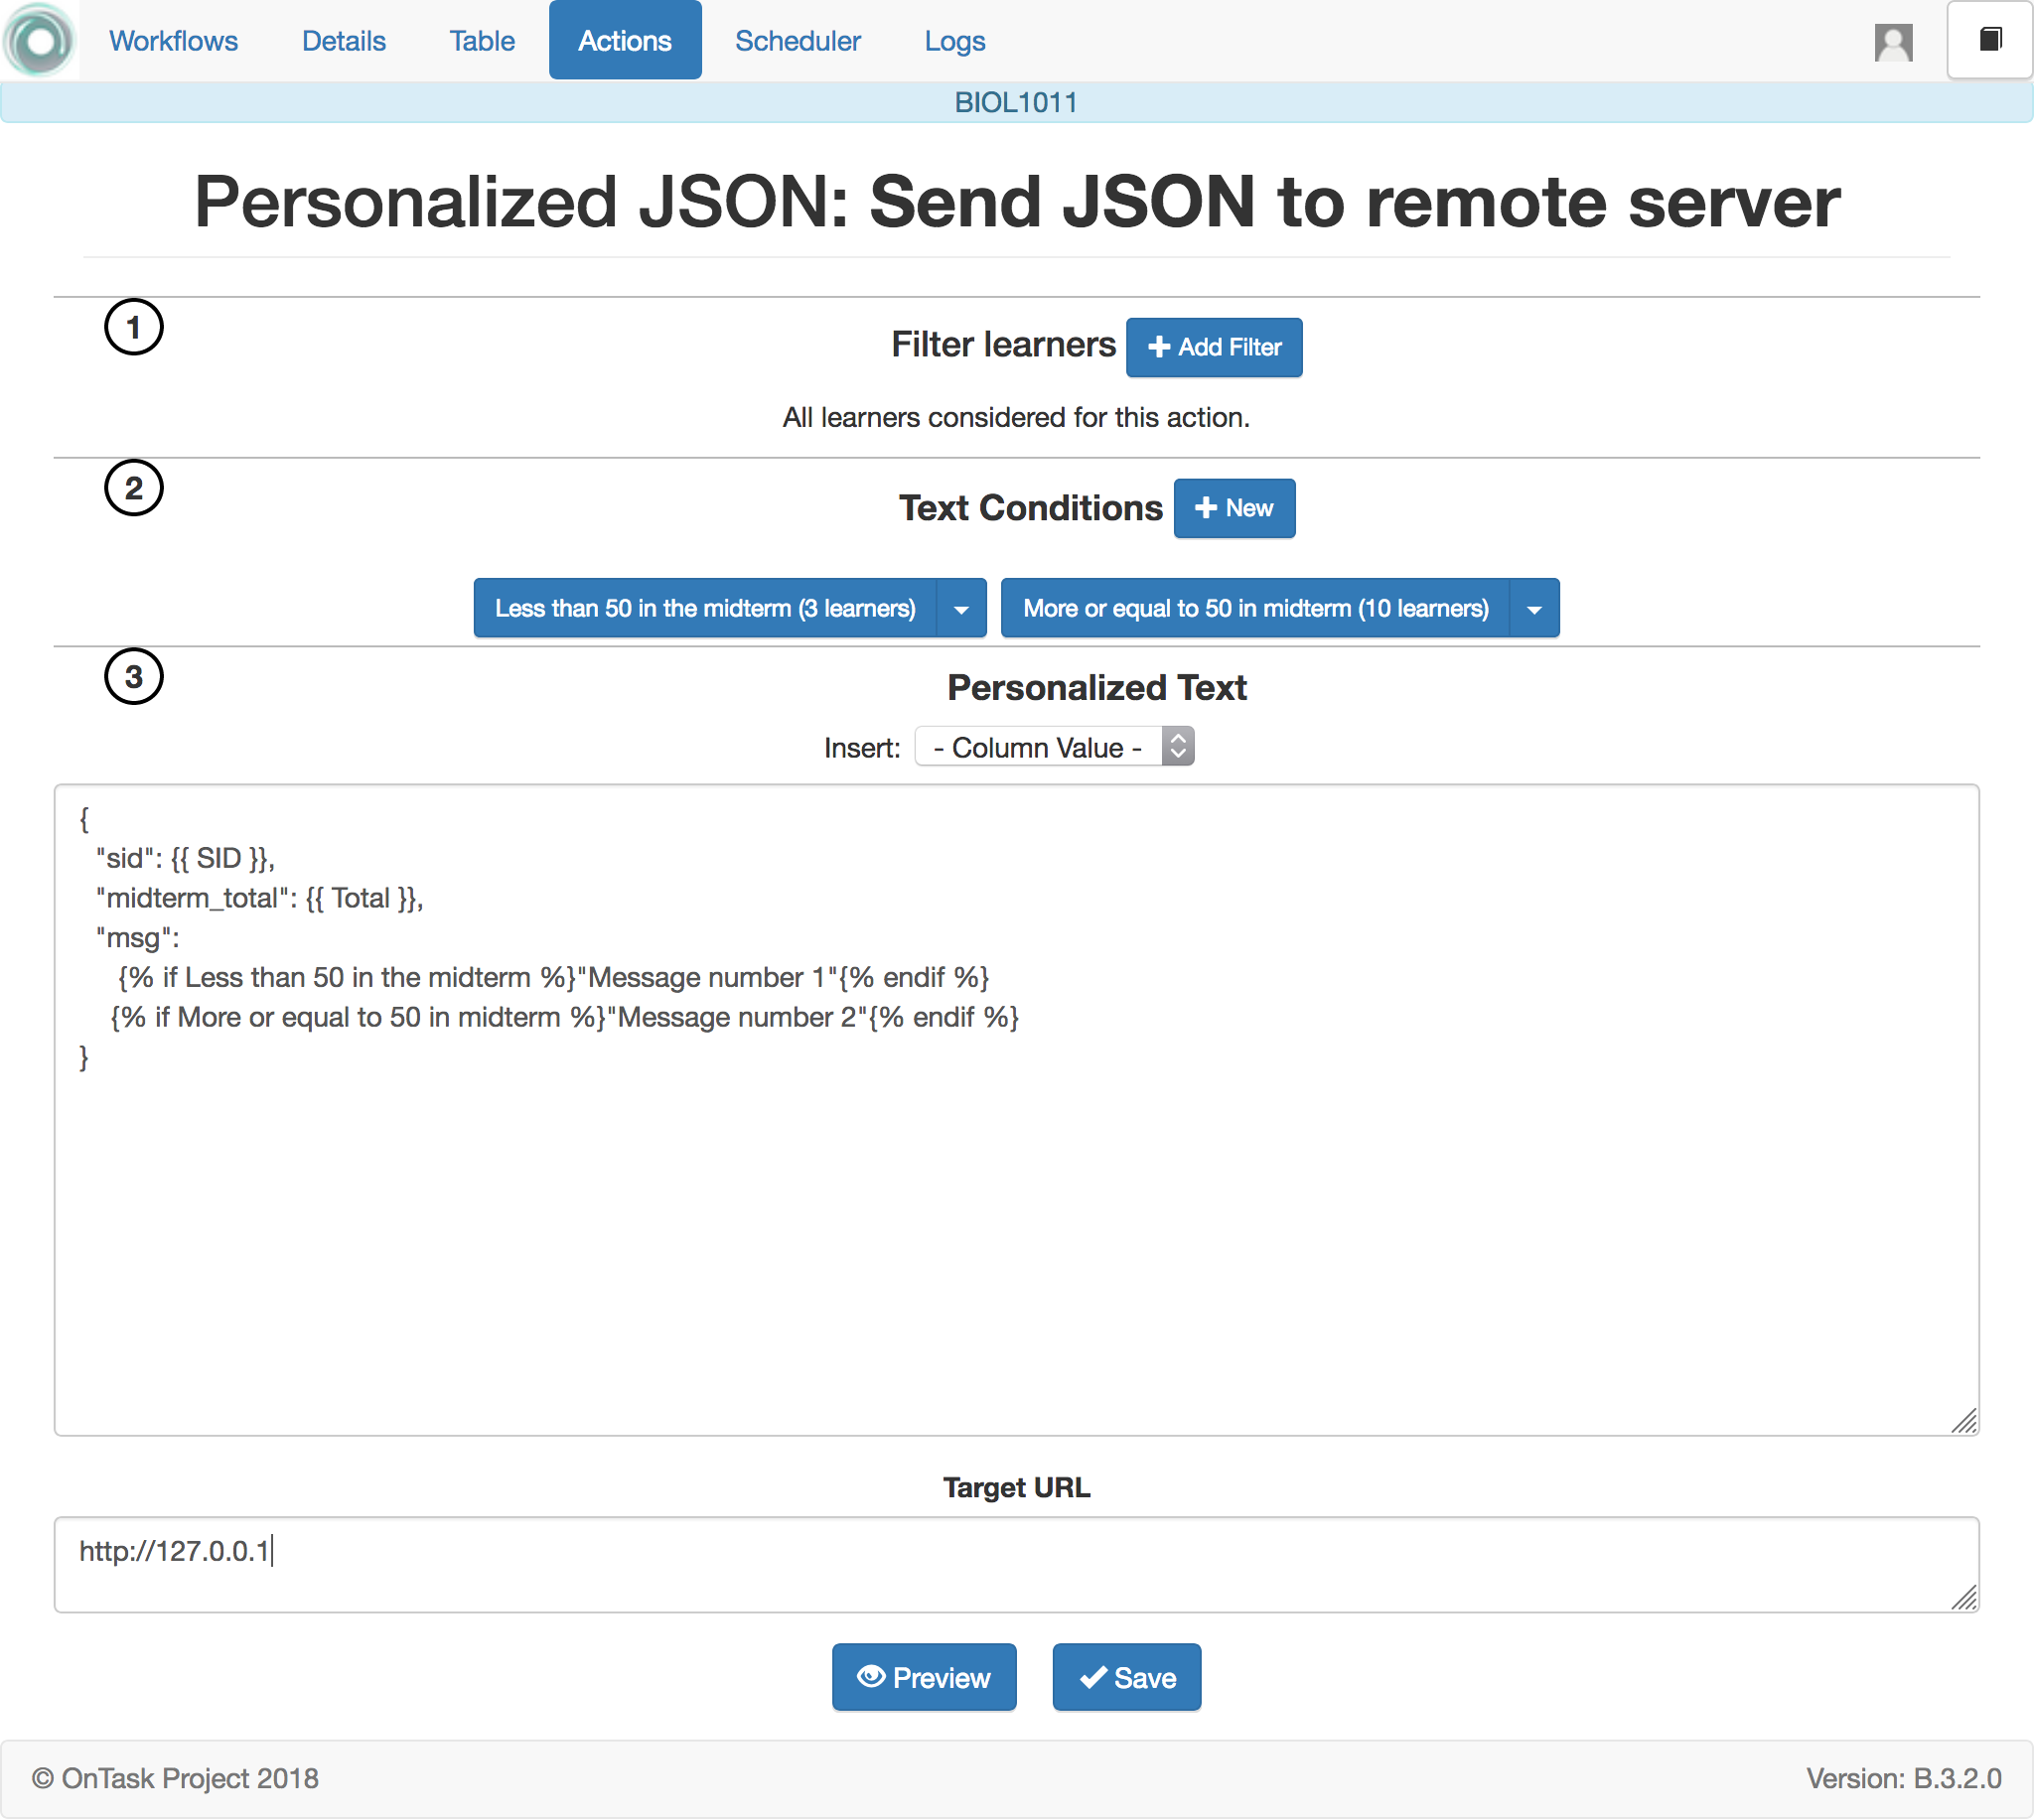 Workflows Details Table Actions Scheduler Logs
BIOL1011
Personalized JSON: Send JSON to remote server
1
Filter learners + Add Filter
All learners considered for this action.
2
Text Conditions + New
Less than 50 in the midterm (3 learners) More or equal to 50 in midterm (10 learners)
3
Personalized Text
Insert: - Column Value -
{
"sid": {{ SID }},
"midterm_total": {{ Total }},
"msg":
{% if Less than 50 in the midterm %}"Message number 1"{% endif %}
{% if More or equal to 50 in midterm %}"Message number 2"{% endif %}
}
Target URL
http://127.0.0.1
Preview Save
© OnTask Project 2018 Version: B.3.2.0